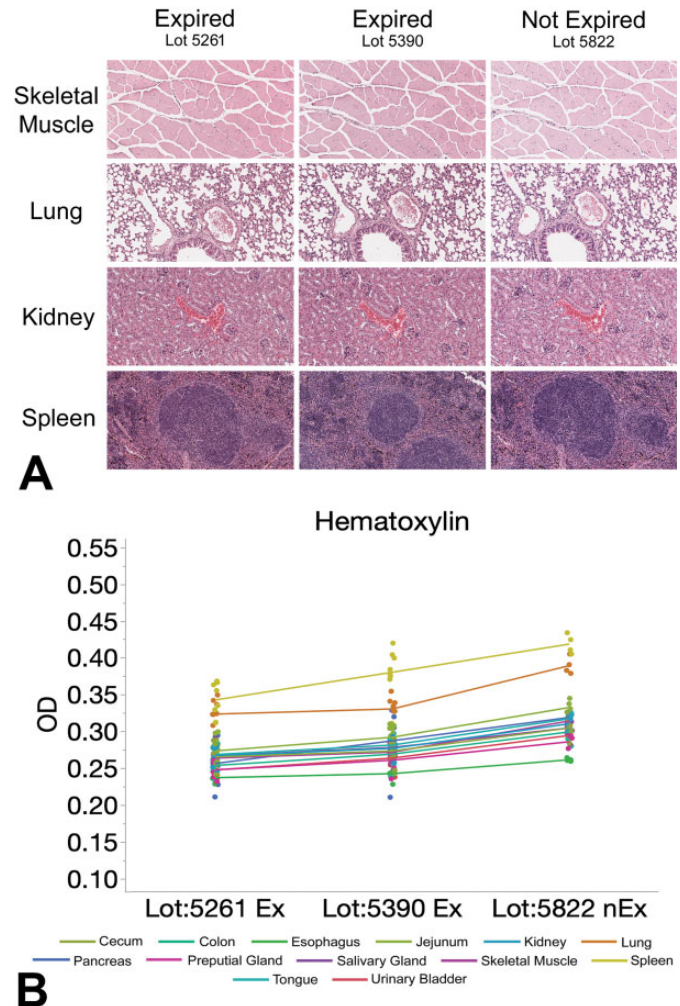 Expired Expired Not Expired
Lot 5261 Lot 5390 Lot 5822
Skeletal
Muscle
Lung
Kidney
Spleen
A
Hematoxylin
0.55
0.50
0.45
0.40
0.35
0.30
0.25
0.20
0.15
0.10
OD
Lot:5261 Ex Lot:5390 Ex Lot:5822 nEx
Cecum Colon Esophagus Jejunum Kidney Lung
Pancreas Preputial Gland Salivary Gland Skeletal Muscle Spleen
Tongue Urinary Bladder
B